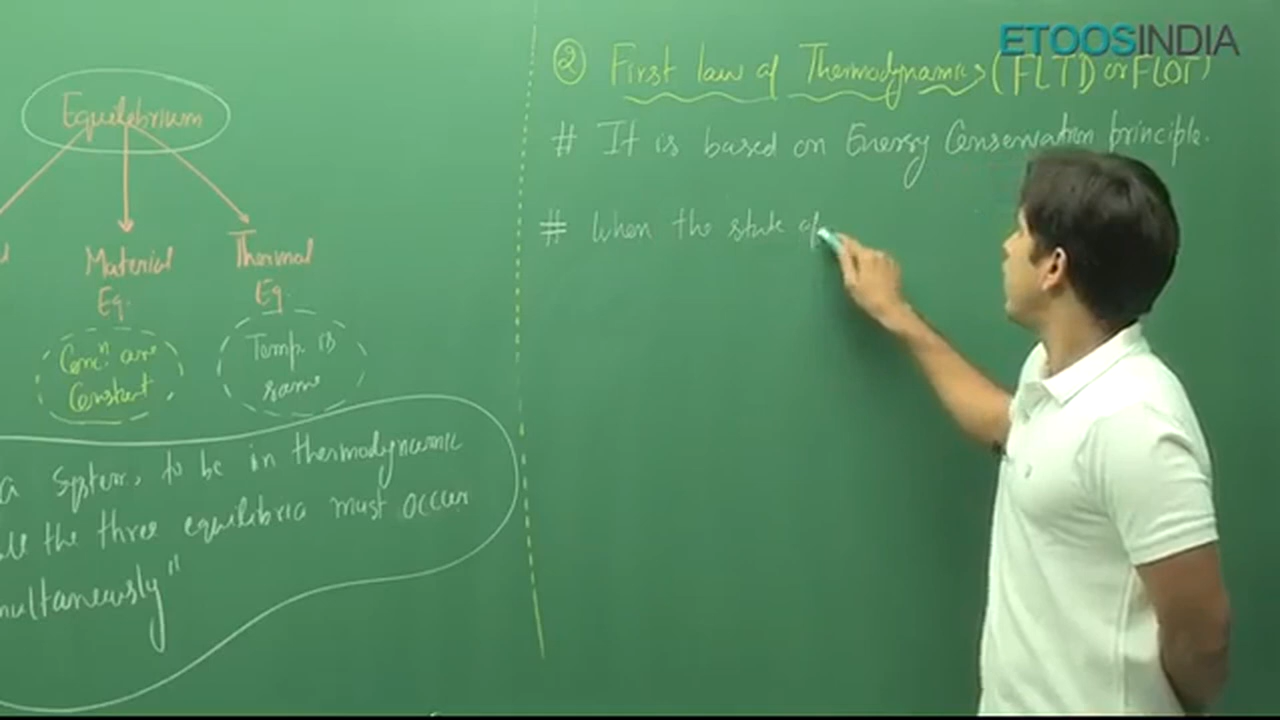 ETOOSINDIA
Equilibrium
Material
Eq.
Thermal
Eq.
Concⁿ. are
Constant
Temp. is
same
a system, to be in thermodynamic
the three equilibria must occur
multaneously"
② First law of Thermodynamics (FLTD) or FLOT)
# It is based on Energy Conservation principle.
# When the state of